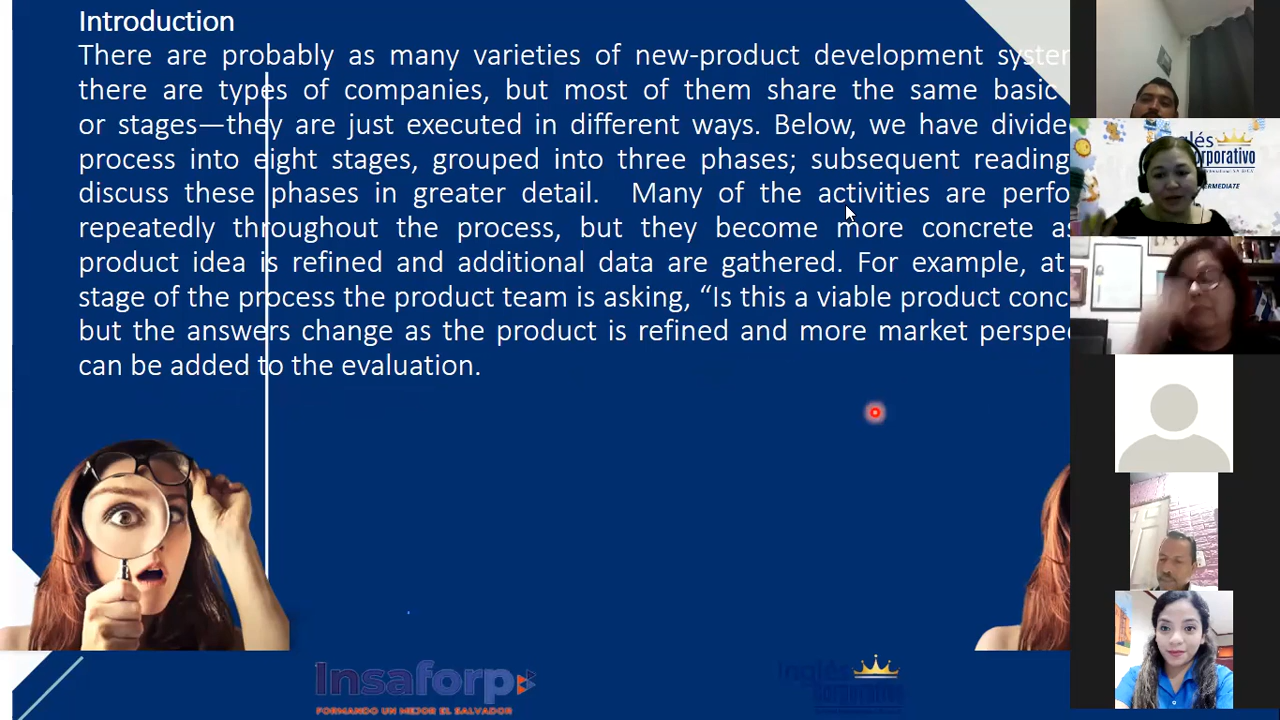 Introduction
There are probably as many varieties of new-product development
there are types of companies, but most of them share the same basic
or stages—they are just executed in different ways. Below, we have
process into eight stages, grouped into three phases; subsequent reading
discuss these phases in greater detail. Many of the activities are
repeatedly throughout the process, but they become more concrete
product idea is refined and additional data are gathered. For example, at
stage of the process the product team is asking, “Is this a viable product
but the answers change as the product is refined and more market
can be added to the evaluation.
Inglés
Corporativo
Insaforp
FORMANDO UN MEJOR EL SALVADOR
Inglés
Corporativo